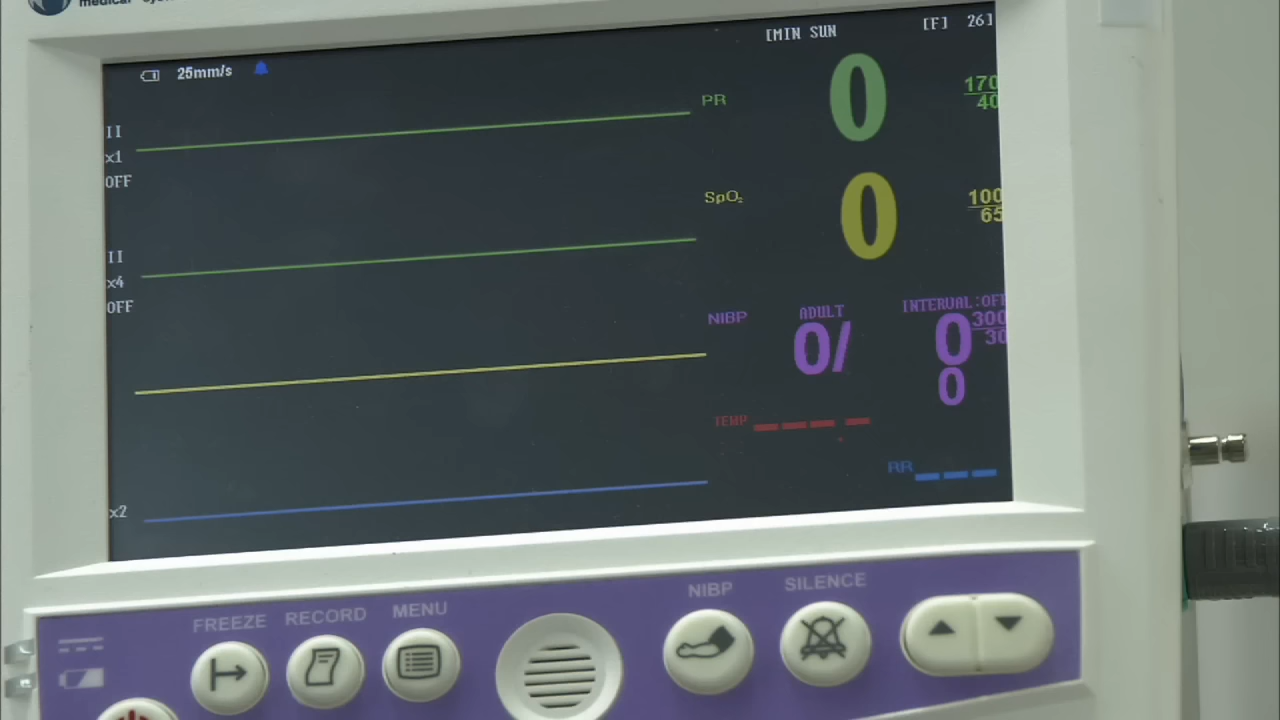 medical
25mm/s
[MIN SUN
[F] 26]
II
x1
OFF
PR
0
170
40
SpO₂
0
100
65
II
x4
OFF
NIBP
ADULT
0/
INTERVAL:OFF
0
300
30
0
TEMP
RR
x2
FREEZE
RECORD
MENU
NIBP
SILENCE